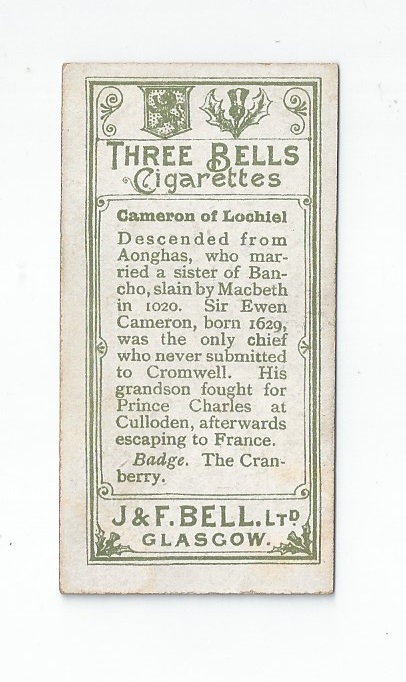 THREE BELLS
Cigarettes
Cameron of Lochiel
Descended from
Aonghas, who mar-
ried a sister of Ban-
cho, slain by Macbeth
in 1020. Sir Ewen
Cameron, born 1629,
was the only chief
who never submitted
to Cromwell. His
grandson fought for
Prince Charles at
Culloden, afterwards
escaping to France.
Badge. The Cran-
berry.
J & F. BELL. LTD
GLASGOW.